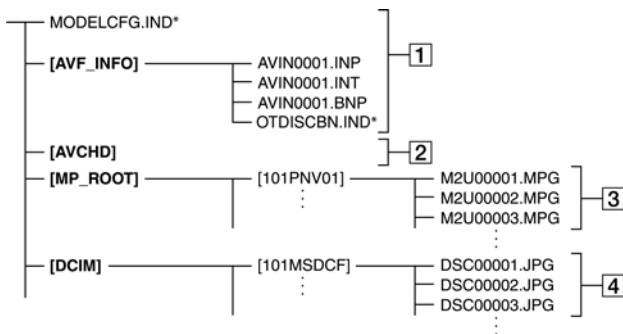 MODELCFG.IND*
[AVF_INFO] AVIN0001.INP
AVIN0001.INT
AVIN0001.BNP
OTDISCBN.IND*
1
[AVCHD] 2
[MP_ROOT] [101PNV01] M2U00001.MPG
M2U00002.MPG
M2U00003.MPG
3
[DCIM] [101MSDCF] DSC00001.JPG
DSC00002.JPG
DSC00003.JPG
4